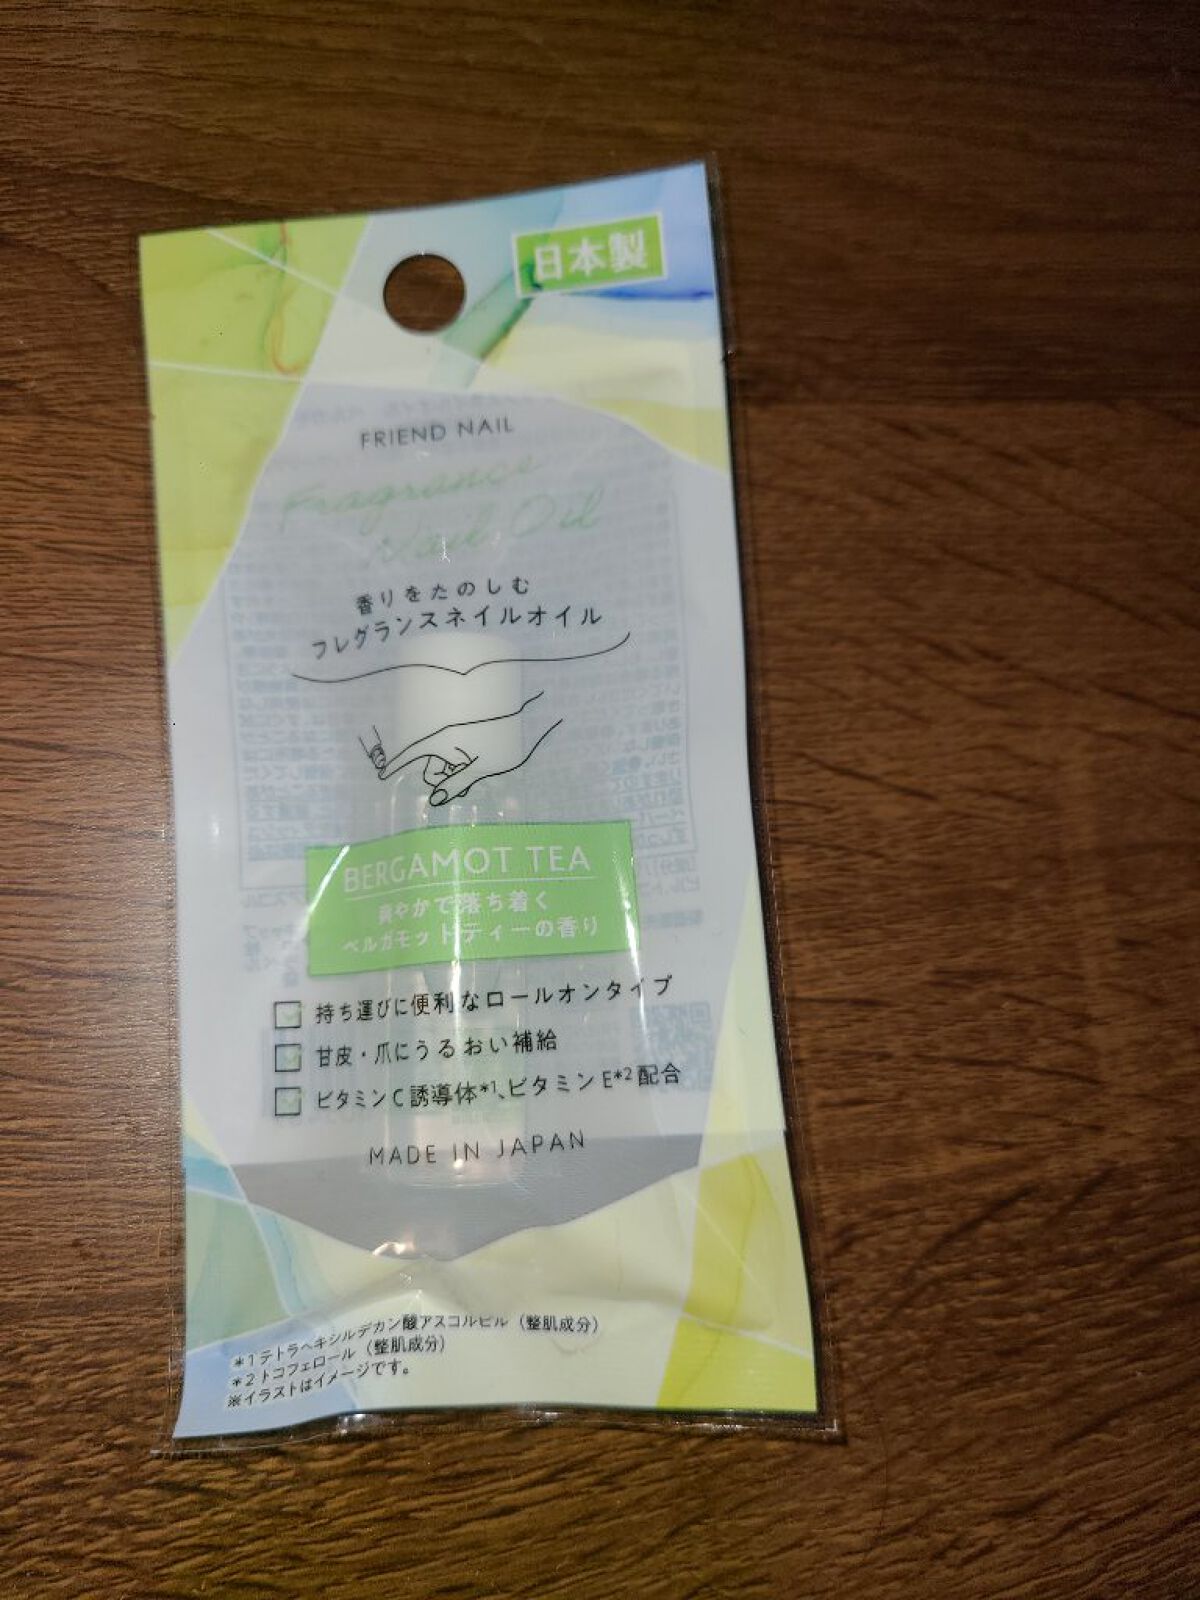 日本製
FRIEND NAIL
Fragrance
Nail Oil
香りをたのしむ
フレグランスネイルオイル
BERGAMOT TEA
爽やかで落ち着く
ベルガモットティーの香り
持ち運びに便利なロールオンタイプ
甘皮・爪にうるおい補給
ビタミンC誘導体*1、ビタミンE*2配合
MADE IN JAPAN
*1テトラヘキシルデカン酸アスコルビル（整肌成分）
*2トコフェロール（整肌成分）
※イラストはイメージです。